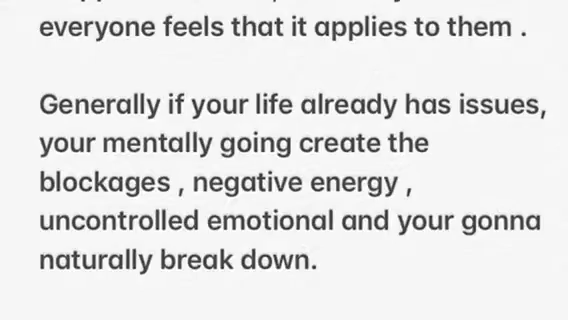 everyone feels that it applies to them .
Generally if your life already has issues,
your mentally going create the
blockages , negative energy ,
uncontrolled emotional and your gonna
naturally break down.